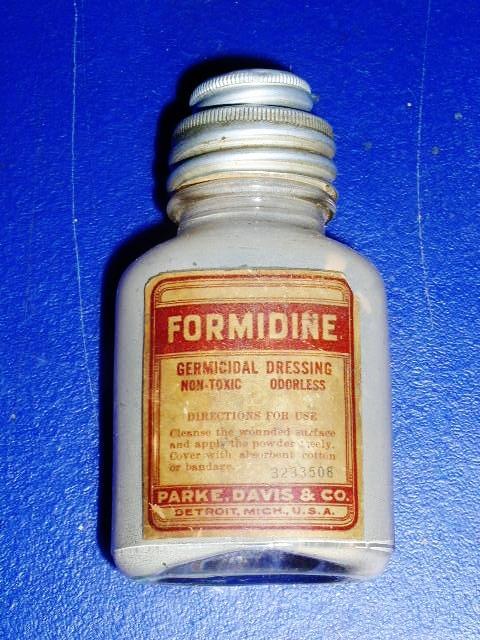 FORMIDINE
GERMICIDAL DRESSING
NON-TOXIC ODORLESS
DIRECTIONS FOR USE
Cleanse the wounded surface
and apply the powder freely.
Cover with absorbent cotton
or bandage.
3233508
PARKE, DAVIS & CO.
DETROIT, MICH., U.S.A.